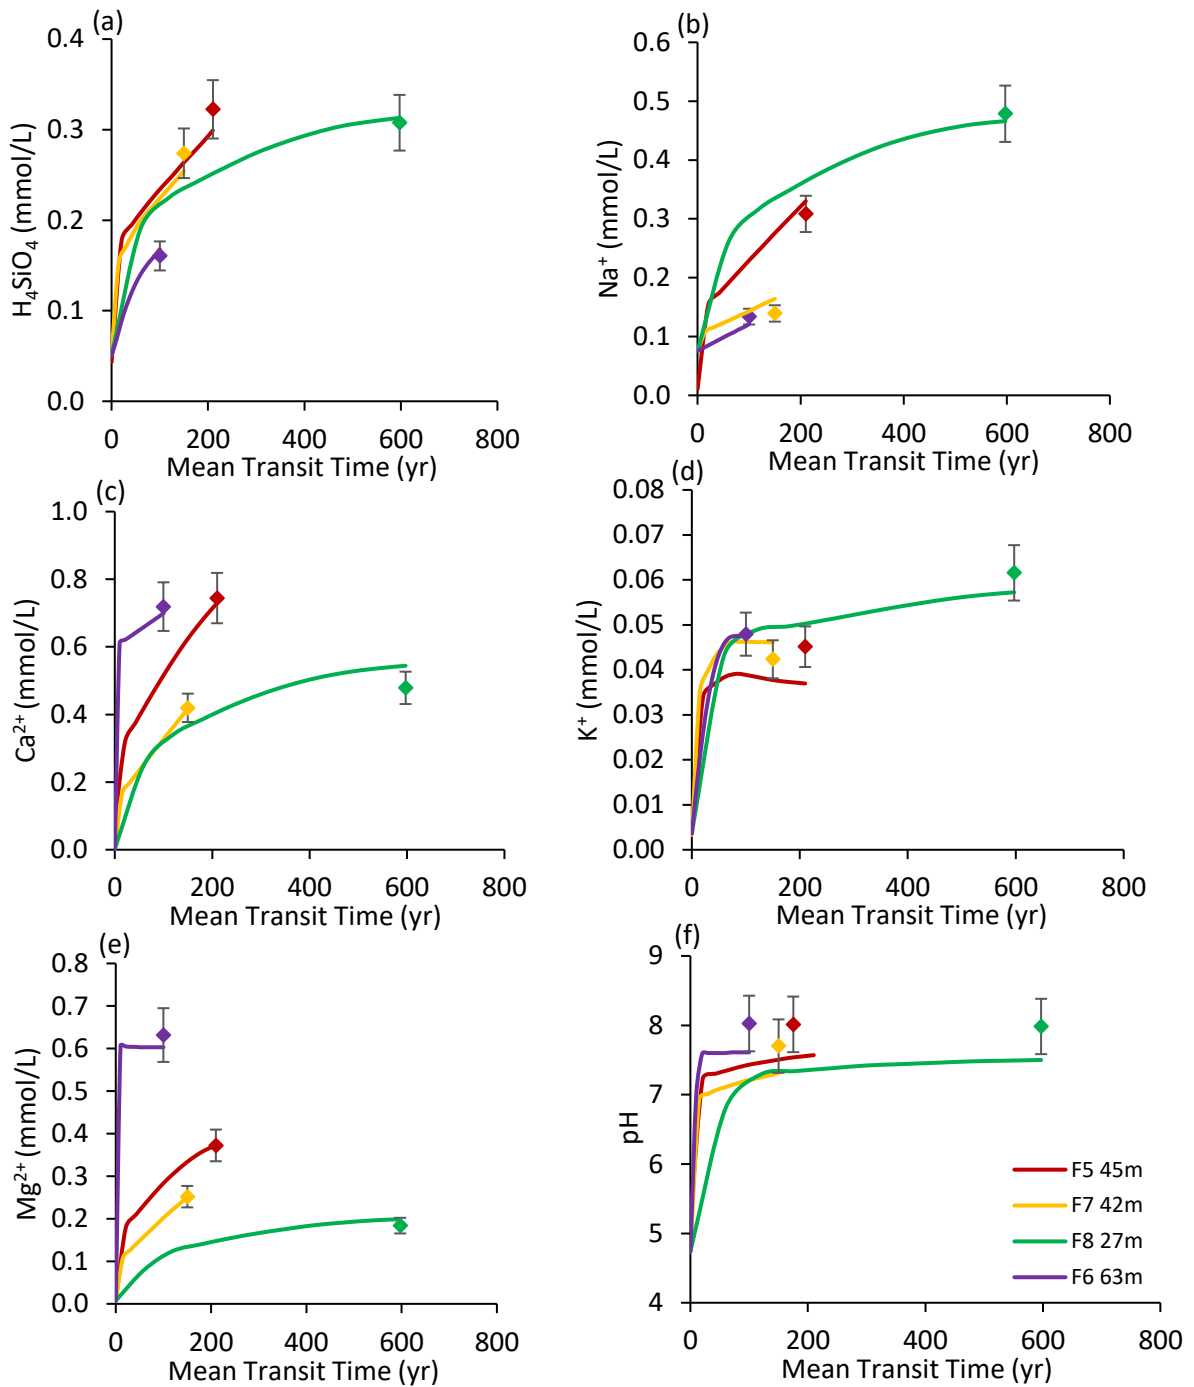 (a)
H₄SiO₄ (mmol/L)
0.4
0.3
0.2
0.1
0.0
0 200 400 600 800
Mean Transit Time (yr)
(b)
Na⁺ (mmol/L)
0.6
0.5
0.4
0.3
0.2
0.1
0.0
0 200 400 600 800
Mean Transit Time (yr)
(c)
Ca²⁺ (mmol/L)
1.0
0.8
0.6
0.4
0.2
0.0
0 200 400 600 800
Mean Transit Time (yr)
(d)
K⁺ (mmol/L)
0.08
0.07
0.06
0.05
0.04
0.03
0.02
0.01
0.00
0 200 400 600 800
Mean Transit Time (yr)
(e)
Mg²⁺ (mmol/L)
0.8
0.7
0.6
0.5
0.4
0.3
0.2
0.1
0.0
0 200 400 600 800
Mean Transit Time (yr)
(f)
pH
9
8
7
6
5
4
0 200 400 600 800
Mean Transit Time (yr)
F5 45m
F7 42m
F8 27m
F6 63m